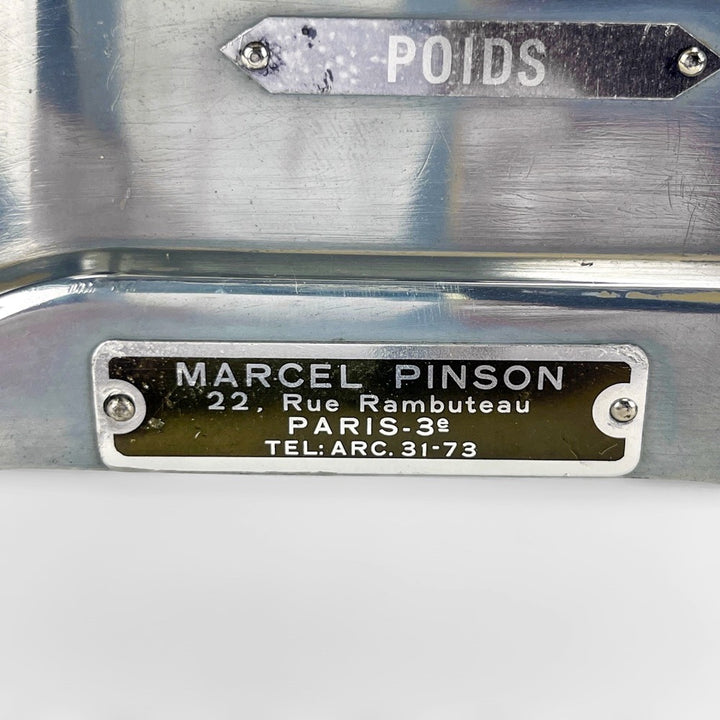 POIDS
MARCEL PINSON
22, Rue Rambuteau
PARIS-3e
TEL: ARC. 31-73